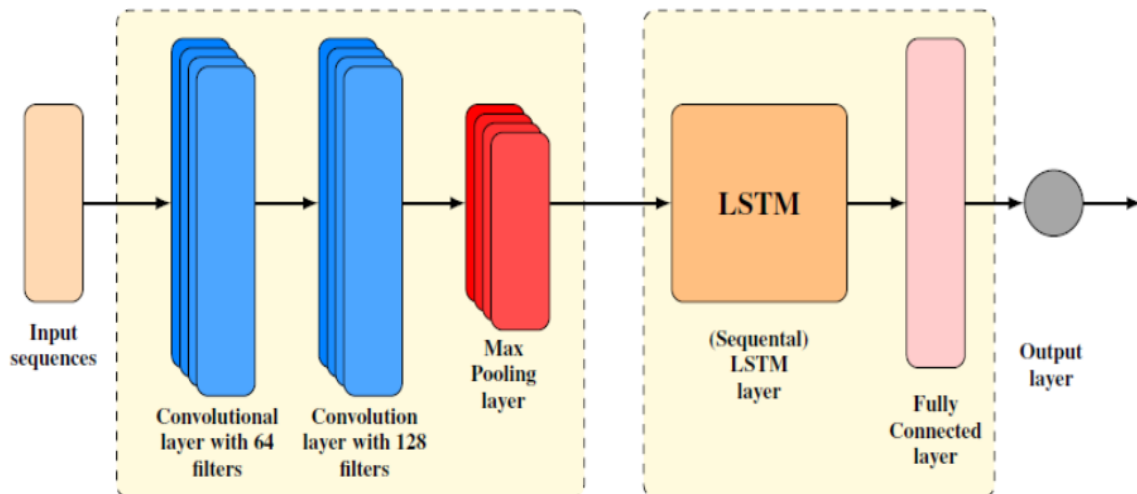 Input
sequences
Convolutional
layer with 64
filters
Convolution
layer with 128
filters
Max
Pooling
layer
LSTM
(Sequental)
LSTM
layer
Fully
Connected
layer
Output
layer